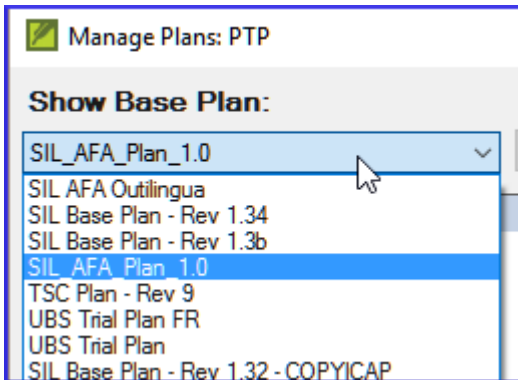 Manage Plans: PTP
Show Base Plan:
SIL_AFA_Plan_1.0
SIL AFA Outilingua
SIL Base Plan - Rev 1.34
SIL Base Plan - Rev 1.3b
SIL_AFA_Plan_1.0
TSC Plan - Rev 9
UBS Trial Plan FR
UBS Trial Plan
SIL Base Plan - Rev 1.32 - COPYICAP